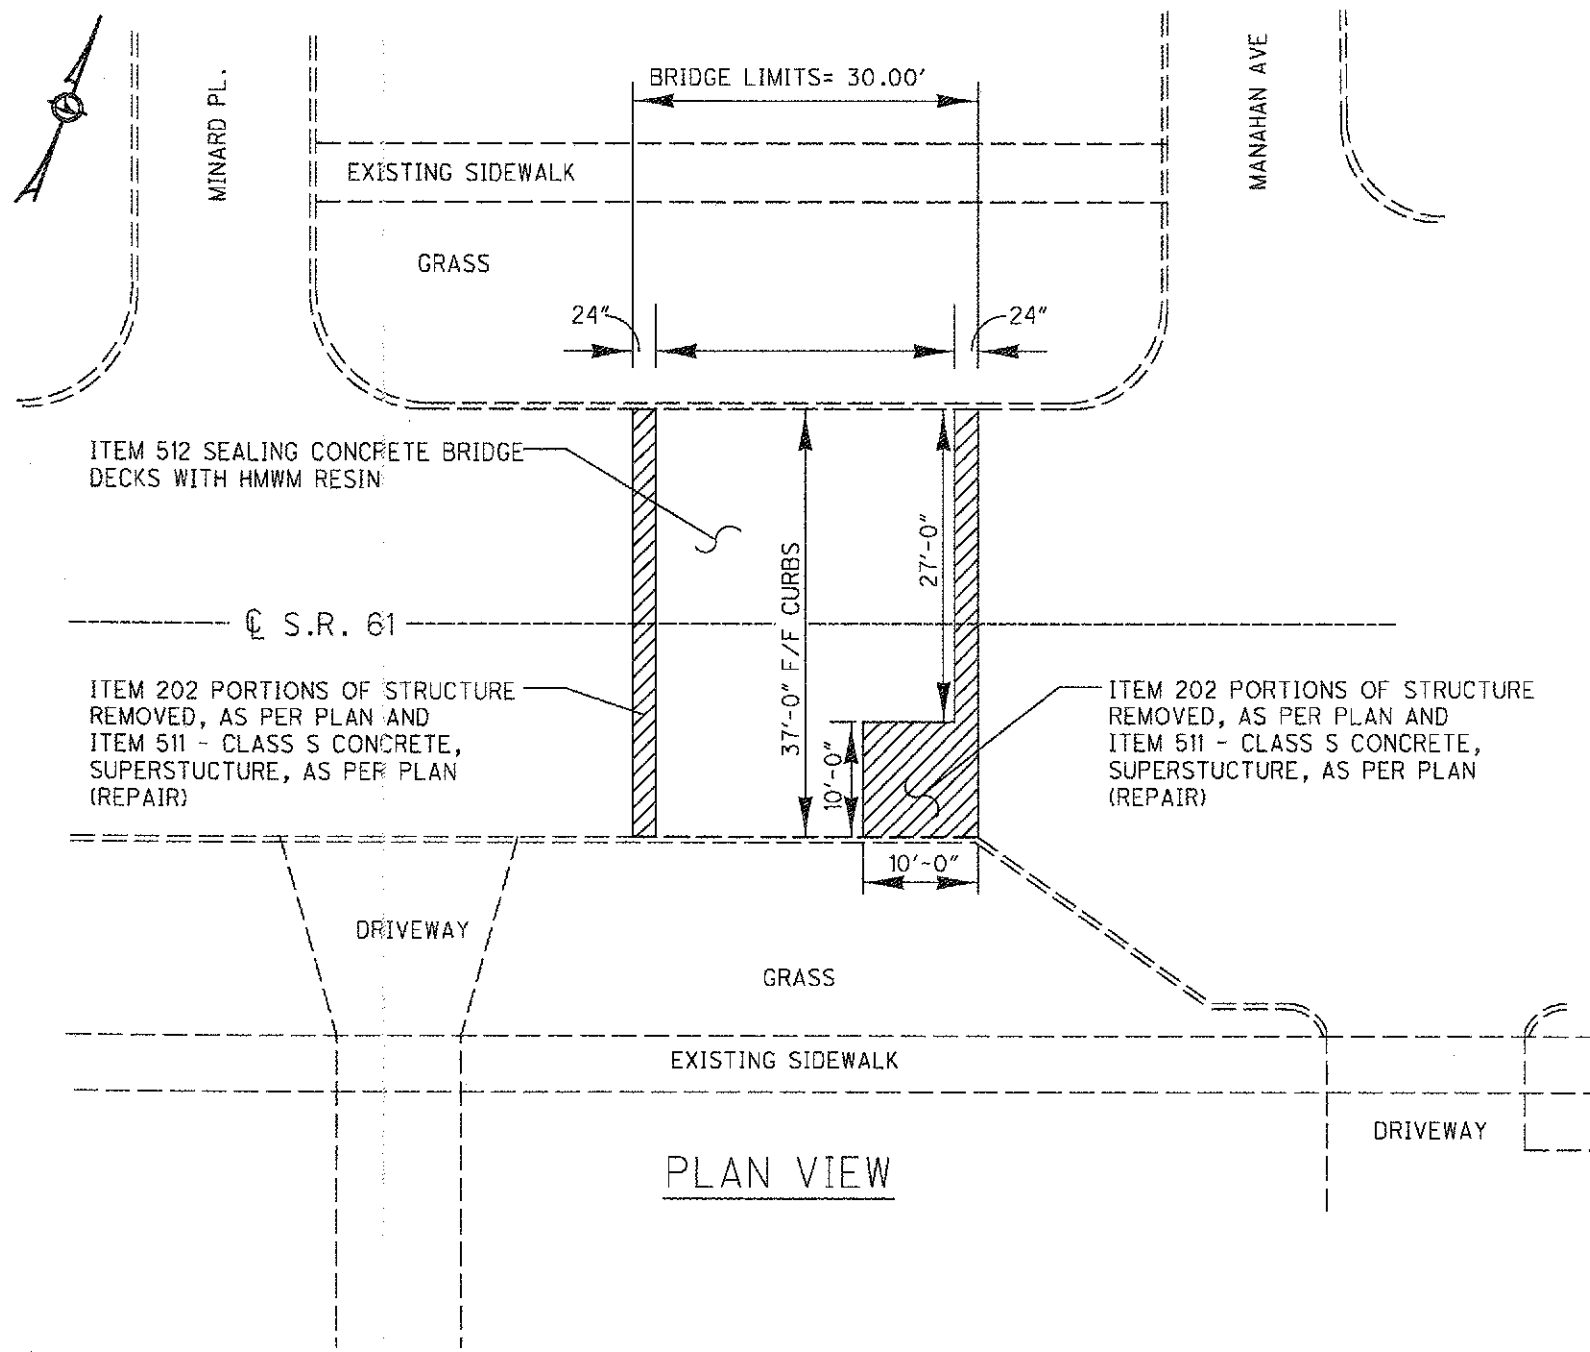 BRIDGE LIMITS= 30.00'
MINARD PL.
MANAHAN AVE
EXISTING SIDEWALK
GRASS
24"
24"
ITEM 512 SEALING CONCRETE BRIDGE
DECKS WITH HMWM RESIN
37'-0" F/F CURBS
27'-0"
℄ S.R. 61
ITEM 202 PORTIONS OF STRUCTURE
REMOVED, AS PER PLAN AND
ITEM 511 - CLASS S CONCRETE,
SUPERSTUCTURE, AS PER PLAN
(REPAIR)
10'-0"
ITEM 202 PORTIONS OF STRUCTURE
REMOVED, AS PER PLAN AND
ITEM 511 - CLASS S CONCRETE,
SUPERSTUCTURE, AS PER PLAN
(REPAIR)
10'-0"
DRIVEWAY
GRASS
EXISTING SIDEWALK
DRIVEWAY
PLAN VIEW